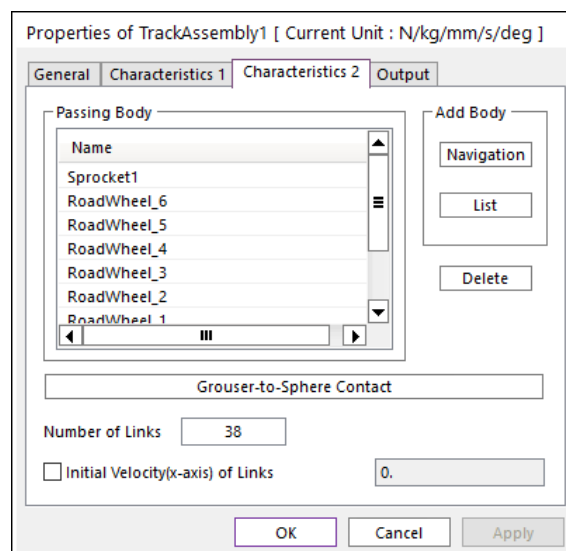 Properties of TrackAssembly1 [ Current Unit : N/kg/mm/s/deg ]
General Characteristics 1 Characteristics 2 Output
Passing Body
Add Body
Name
Navigation
Sprocket1
RoadWheel_6
List
RoadWheel_5
RoadWheel_4
RoadWheel_3
Delete
RoadWheel_2
RoadWheel_1
Grouser-to-Sphere Contact
Number of Links 38
Initial Velocity(x-axis) of Links 0.
OK Cancel Apply